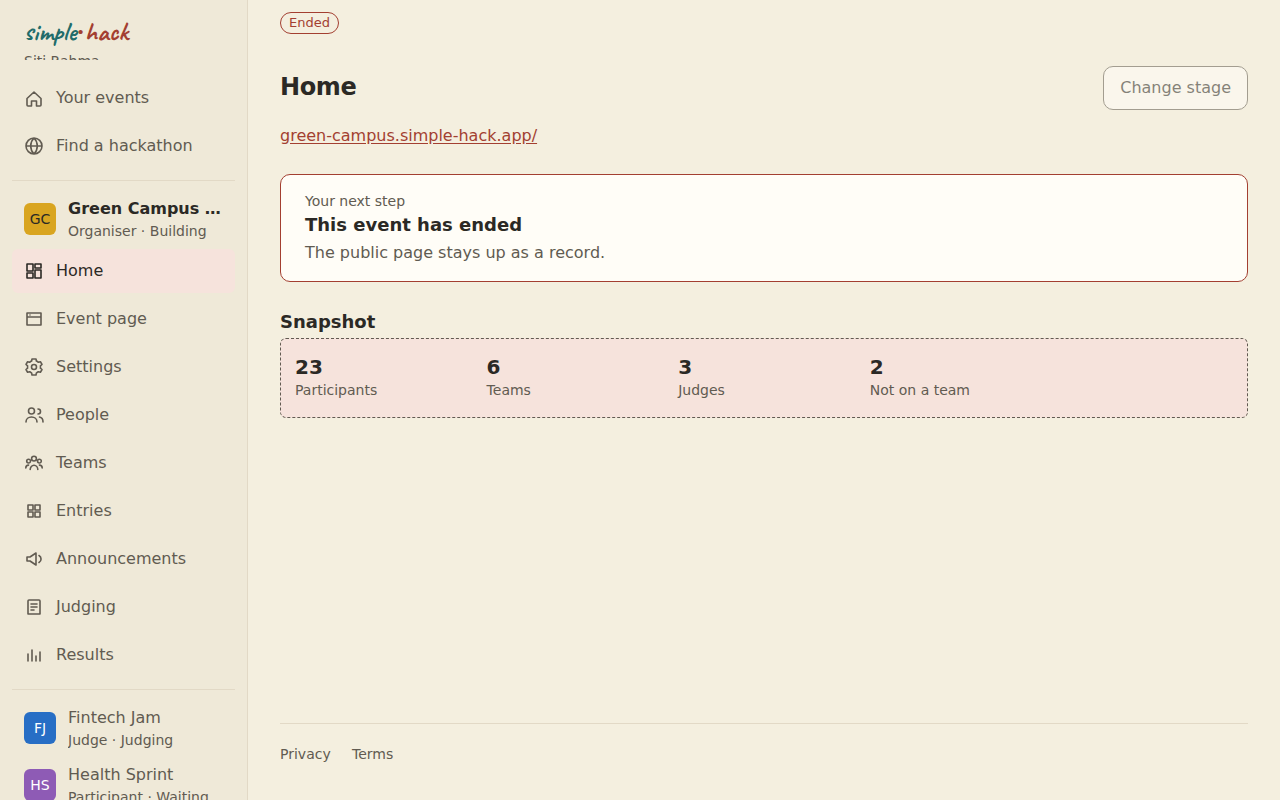 simple·hack
Your events
Find a hackathon
GC
Green Campus ...
Organiser · Building
Home
Event page
Settings
People
Teams
Entries
Announcements
Judging
Results
FJ
Fintech Jam
Judge · Judging
HS
Health Sprint
Participant · Waiting
Ended
Home
Change stage
green-campus.simple-hack.app/
Your next step
This event has ended
The public page stays up as a record.
Snapshot
23
Participants
6
Teams
3
Judges
2
Not on a team
Privacy
Terms